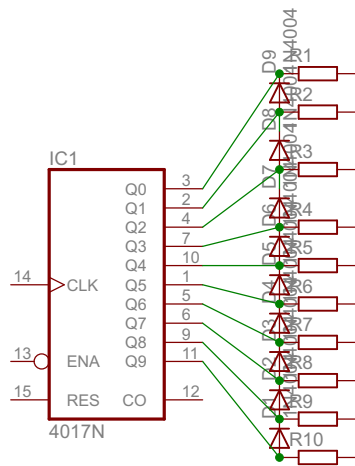 IC1
14 CLK
13 ENA
15 RES
Q0 3
Q1 2
Q2 4
Q3 7
Q4 10
Q5 1
Q6 5
Q7 6
Q8 9
Q9 11
CO 12
4017N
D9
D8
D7
D6
D5
D4
D3
D2
D1
1N4004
R1
R2
R3
R4
R5
R6
R7
R8
R9
R10